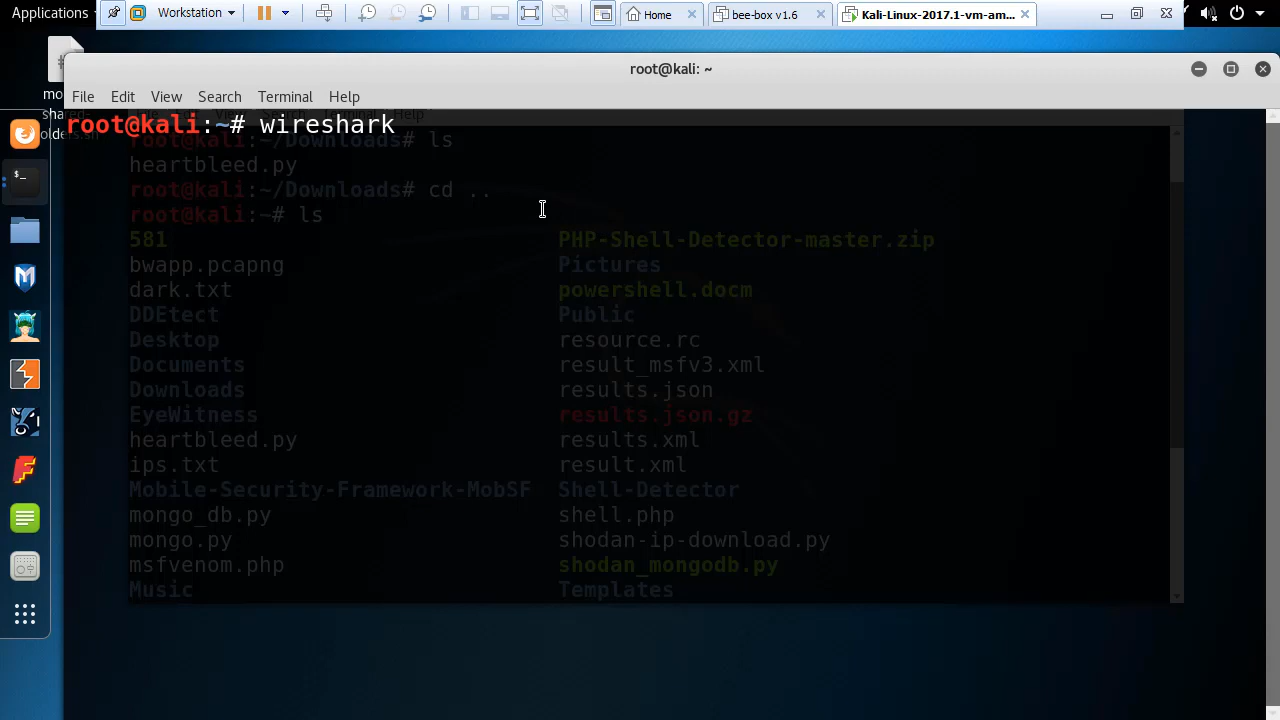 Applications
Workstation
Home
bee-box v1.6
Kali-Linux-2017.1-vm-am...
root@kali: ~
File Edit View Search Terminal Help
root@kali:~# wireshark
root@kali:~/Downloads# ls
heartbleed.py
root@kali:~/Downloads# cd ..
root@kali:~# ls
581 PHP-Shell-Detector-master.zip
bwapp.pcapng Pictures
dark.txt powershell.docm
DDEtect Public
Desktop resource.rc
Documents result_msfv3.xml
Downloads results.json
EyeWitness results.json.gz
heartbleed.py results.xml
ips.txt result.xml
Mobile-Security-Framework-MobSF Shell-Detector
mongo_db.py shell.php
mongo.py shodan-ip-download.py
msfvenom.php shodan_mongodb.py
Music Templates